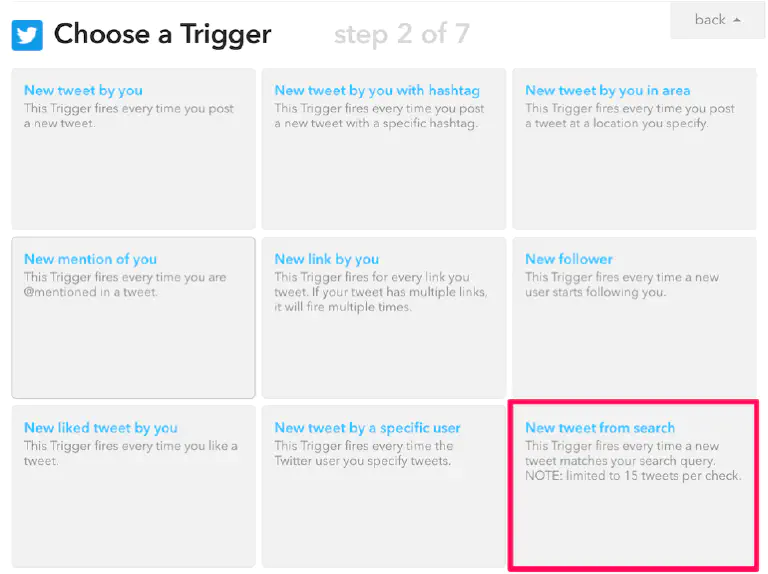 Choose a Trigger
step 2 of 7
back
New tweet by you
This Trigger fires every time you post
a new tweet.
New tweet by you with hashtag
This Trigger fires every time you post
a new tweet with a specific hashtag.
New tweet by you in area
This Trigger fires every time you post
a tweet at a location you specify.
New mention of you
This Trigger fires every time you are
@mentioned in a tweet.
New link by you
This Trigger fires for every link you
tweet. If your tweet has multiple links,
it will fire multiple times.
New follower
This Trigger fires every time a new
user starts following you.
New liked tweet by you
This Trigger fires every time you like a
tweet.
New tweet by a specific user
This Trigger fires every time the
Twitter user you specify tweets.
New tweet from search
This Trigger fires every time a new
tweet matches your search query.
NOTE: limited to 15 tweets per check.